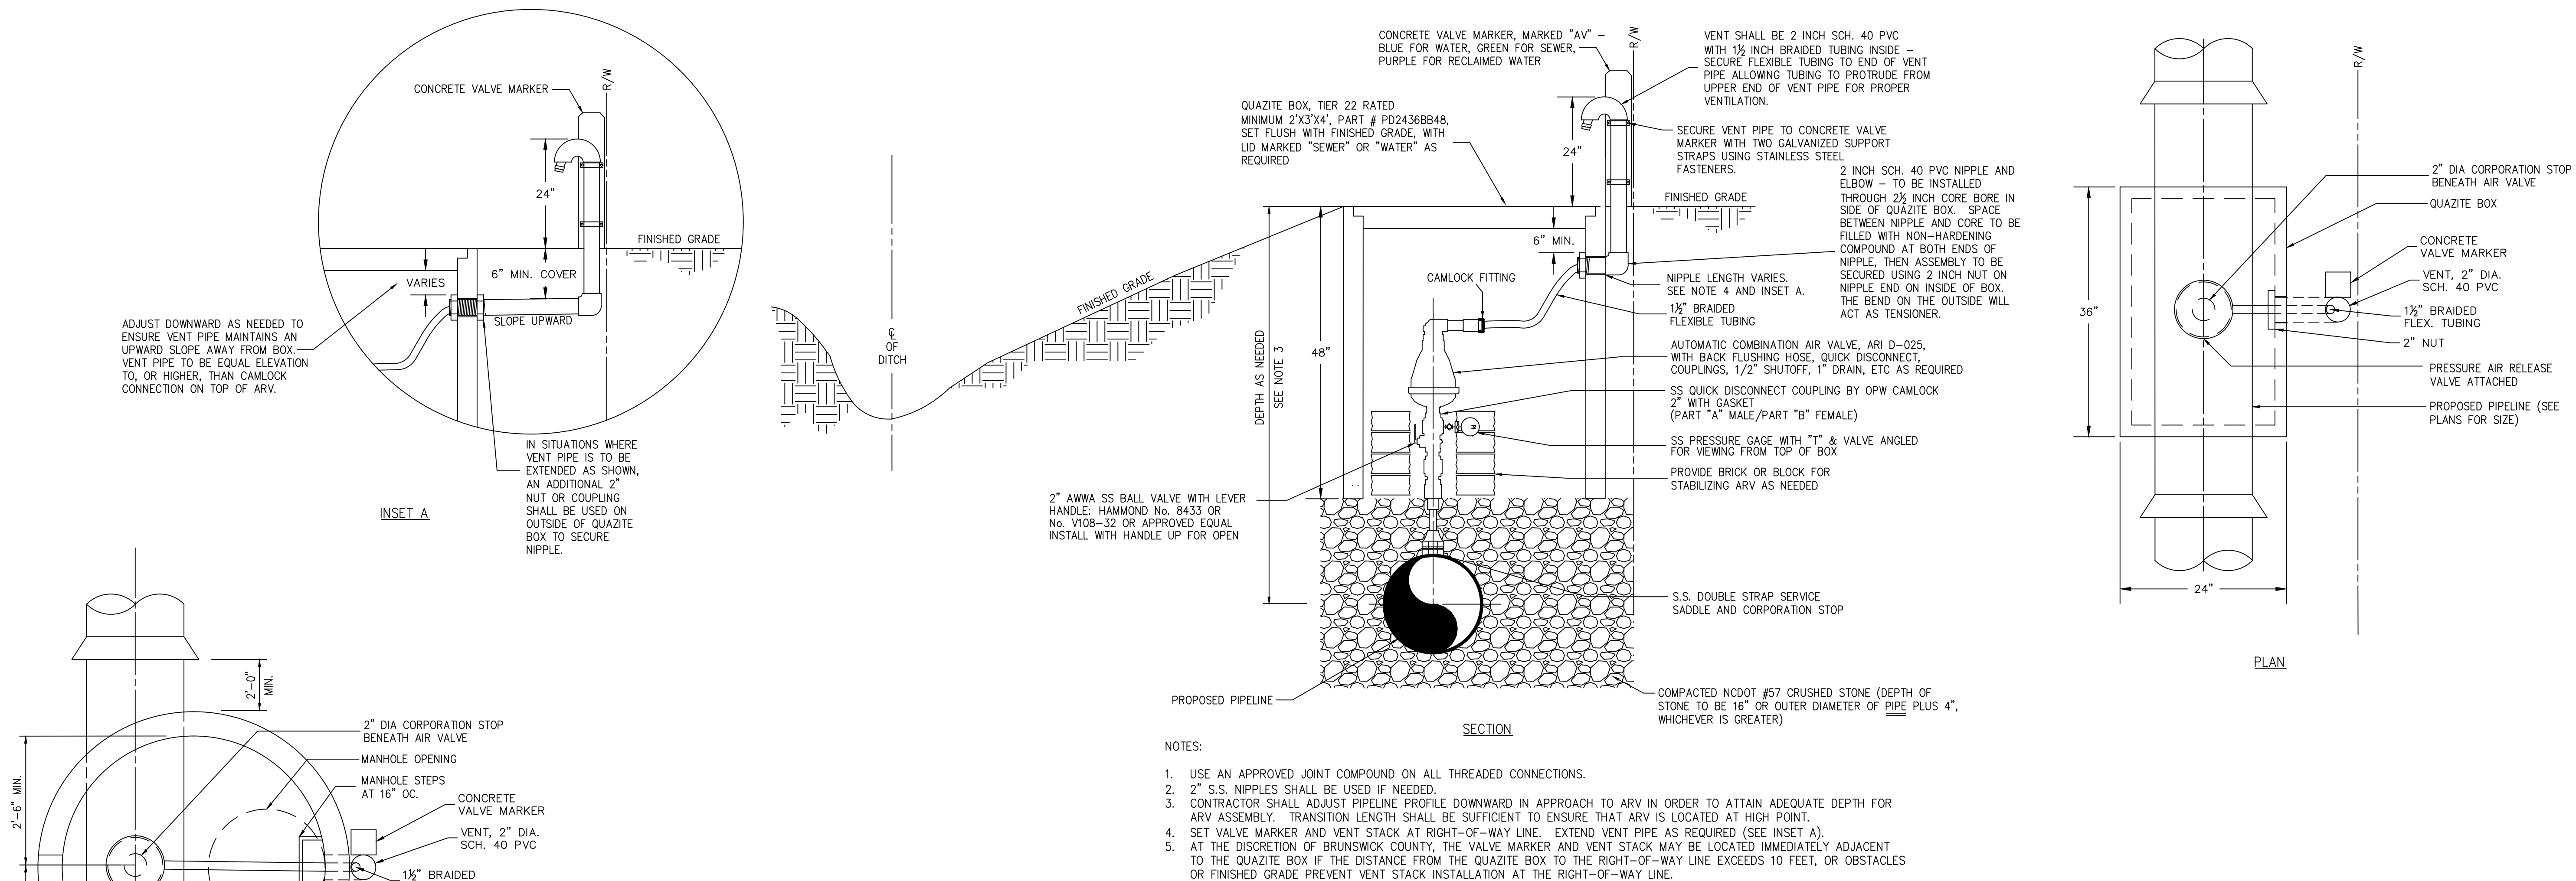 CONCRETE VALVE MARKER
R/W
24"
FINISHED GRADE
6" MIN. COVER
VARIES
SLOPE UPWARD
ADJUST DOWNWARD AS NEEDED TO
ENSURE VENT PIPE MAINTAINS AN
UPWARD SLOPE AWAY FROM BOX.
VENT PIPE TO BE EQUAL ELEVATION
TO, OR HIGHER, THAN CAMLOCK
CONNECTION ON TOP OF ARV.
IN SITUATIONS WHERE
VENT PIPE IS TO BE
EXTENDED AS SHOWN,
AN ADDITIONAL 2"
NUT OR COUPLING
SHALL BE USED ON
OUTSIDE OF QUAZITE
BOX TO SECURE
NIPPLE.
INSET A
℄
OF
DITCH
FINISHED GRADE
CONCRETE VALVE MARKER, MARKED "AV" –
BLUE FOR WATER, GREEN FOR SEWER,
PURPLE FOR RECLAIMED WATER
R/W
VENT SHALL BE 2 INCH SCH. 40 PVC
WITH 1½ INCH BRAIDED TUBING INSIDE –
SECURE FLEXIBLE TUBING TO END OF VENT
PIPE ALLOWING TUBING TO PROTRUDE FROM
UPPER END OF VENT PIPE FOR PROPER
VENTILATION.
QUAZITE BOX, TIER 22 RATED
MINIMUM 2'X3'X4', PART # PD2436BB48,
SET FLUSH WITH FINISHED GRADE, WITH
LID MARKED "SEWER" OR "WATER" AS
REQUIRED
24"
SECURE VENT PIPE TO CONCRETE VALVE
MARKER WITH TWO GALVANIZED SUPPORT
STRAPS USING STAINLESS STEEL
FASTENERS.
FINISHED GRADE
2 INCH SCH. 40 PVC NIPPLE AND
ELBOW – TO BE INSTALLED
THROUGH 2½ INCH CORE BORE IN
SIDE OF QUAZITE BOX. SPACE
BETWEEN NIPPLE AND CORE TO BE
FILLED WITH NON-HARDENING
COMPOUND AT BOTH ENDS OF
NIPPLE, THEN ASSEMBLY TO BE
SECURED USING 2 INCH NUT ON
NIPPLE END ON INSIDE OF BOX.
THE BEND ON THE OUTSIDE WILL
ACT AS TENSIONER.
6" MIN.
CAMLOCK FITTING
NIPPLE LENGTH VARIES.
SEE NOTE 4 AND INSET A.
1½" BRAIDED
FLEXIBLE TUBING
DEPTH AS NEEDED
SEE NOTE 3
48"
AUTOMATIC COMBINATION AIR VALVE, ARI D-025,
WITH BACK FLUSHING HOSE, QUICK DISCONNECT,
COUPLINGS, 1/2" SHUTOFF, 1" DRAIN, ETC AS REQUIRED
SS QUICK DISCONNECT COUPLING BY OPW CAMLOCK
2" WITH GASKET
(PART "A" MALE/PART "B" FEMALE)
SS PRESSURE GAGE WITH "T" & VALVE ANGLED
FOR VIEWING FROM TOP OF BOX
PROVIDE BRICK OR BLOCK FOR
STABILIZING ARV AS NEEDED
2" AWWA SS BALL VALVE WITH LEVER
HANDLE: HAMMOND No. 8433 OR
No. V108-32 OR APPROVED EQUAL
INSTALL WITH HANDLE UP FOR OPEN
S.S. DOUBLE STRAP SERVICE
SADDLE AND CORPORATION STOP
PROPOSED PIPELINE
COMPACTED NCDOT #57 CRUSHED STONE (DEPTH OF
STONE TO BE 16" OR OUTER DIAMETER OF PIPE PLUS 4",
WHICHEVER IS GREATER)
SECTION
NOTES:
1. USE AN APPROVED JOINT COMPOUND ON ALL THREADED CONNECTIONS.
2. 2" S.S. NIPPLES SHALL BE USED IF NEEDED.
3. CONTRACTOR SHALL ADJUST PIPELINE PROFILE DOWNWARD IN APPROACH TO ARV IN ORDER TO ATTAIN ADEQUATE DEPTH FOR
ARV ASSEMBLY. TRANSITION LENGTH SHALL BE SUFFICIENT TO ENSURE THAT ARV IS LOCATED AT HIGH POINT.
4. SET VALVE MARKER AND VENT STACK AT RIGHT-OF-WAY LINE. EXTEND VENT PIPE AS REQUIRED (SEE INSET A).
5. AT THE DISCRETION OF BRUNSWICK COUNTY, THE VALVE MARKER AND VENT STACK MAY BE LOCATED IMMEDIATELY ADJACENT
TO THE QUAZITE BOX IF THE DISTANCE FROM THE QUAZITE BOX TO THE RIGHT-OF-WAY LINE EXCEEDS 10 FEET, OR OBSTACLES
OR FINISHED GRADE PREVENT VENT STACK INSTALLATION AT THE RIGHT-OF-WAY LINE.
R/W
2" DIA CORPORATION STOP
BENEATH AIR VALVE
QUAZITE BOX
CONCRETE
VALVE MARKER
VENT, 2" DIA.
SCH. 40 PVC
1½" BRAIDED
FLEX. TUBING
2" NUT
PRESSURE AIR RELEASE
VALVE ATTACHED
PROPOSED PIPELINE (SEE
PLANS FOR SIZE)
36"
24"
PLAN
2'-0"
MIN.
2'-6" MIN.
2" DIA CORPORATION STOP
BENEATH AIR VALVE
MANHOLE OPENING
MANHOLE STEPS
AT 16" OC.
CONCRETE
VALVE MARKER
VENT, 2" DIA.
SCH. 40 PVC
1½" BRAIDED